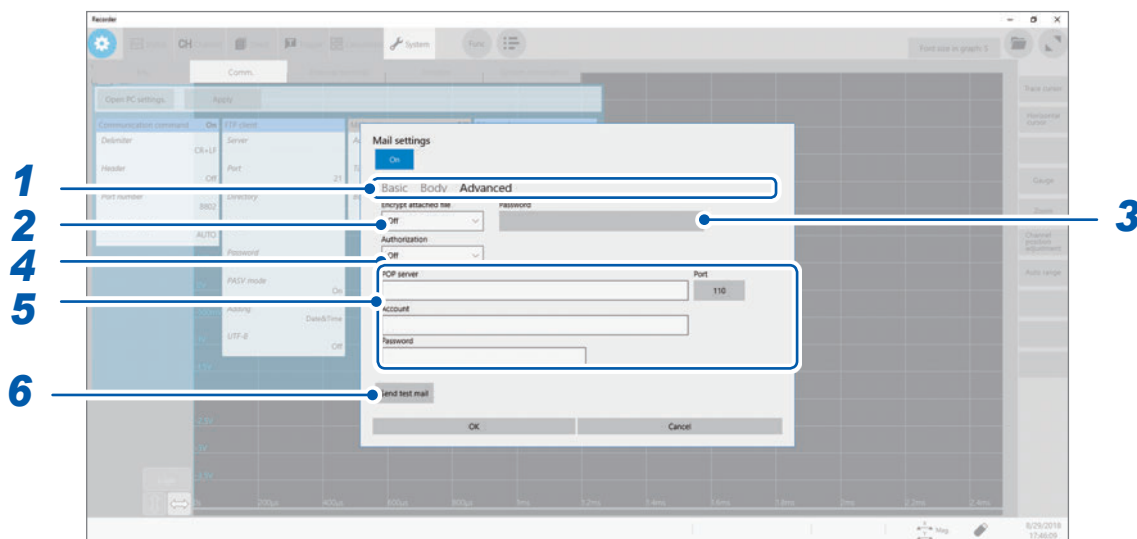 Recorder
CH
System
Func
Font size in graph: S
Comm.
Trace cursor
Open PC settings.
Apply
Horizontal
cursor
Communication command On
FTP client
Delimiter
CR+LF
Server
Mail settings
On
Header
Off
Port
21
1
Basic Body Advanced
Gauge
Port number
8802
Directory
Encrypt attached file
Password
2
Off
3
Zoom
AUTO
Authorization
Channel
position
adjustment
4
Off
Password
POP server
Port
Auto range
PASV mode
On
110
5
Account
Adding
Date&Time
UTF-8
Off
Password
6
Send test mail
OK
Cancel
0s 200μs 400μs 600μs 800μs 1ms 1.2ms 1.4ms 1.6ms 1.8ms 2ms 2.2ms 2.4ms
Mag.
8/29/2018
17:46:09